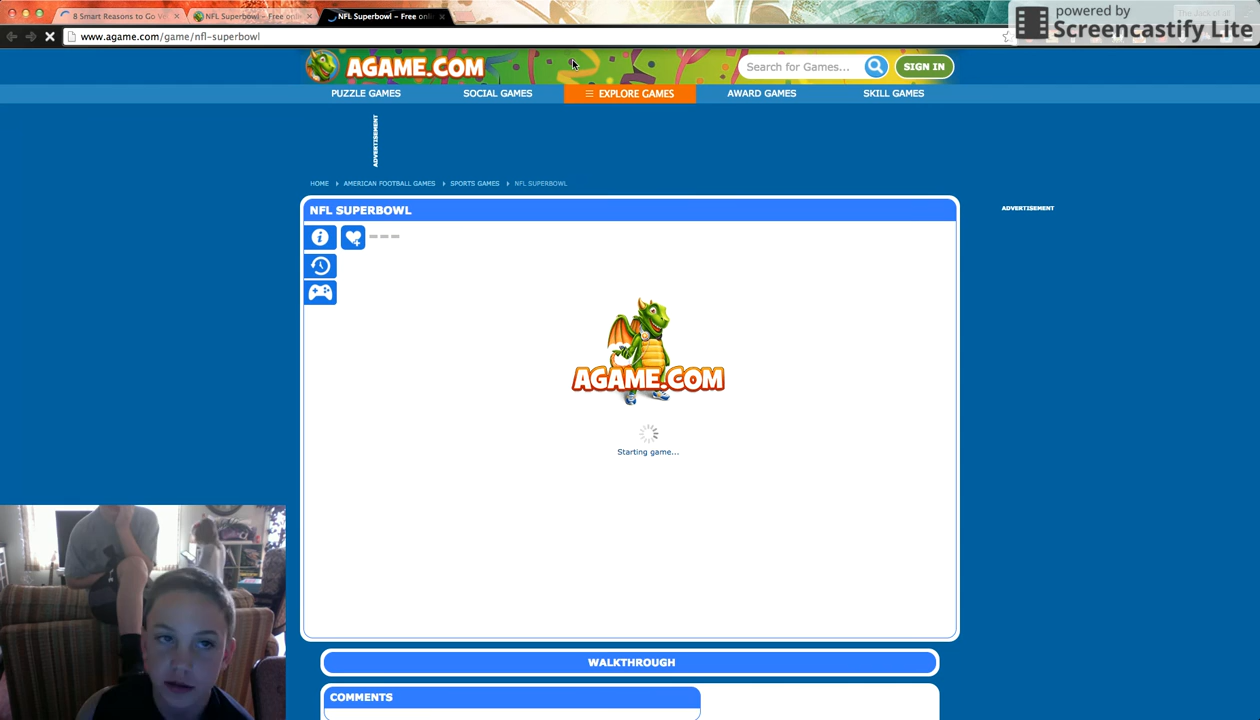 8 Smart Reasons to Go Ve
NFL Superbowl – Free onli
NFL Superbowl – Free onli
www.agame.com/game/nfl-superbowl
powered by
Screencastify Lite
AGAME.COM
Search for Games...
SIGN IN
PUZZLE GAMES
SOCIAL GAMES
EXPLORE GAMES
AWARD GAMES
SKILL GAMES
ADVERTISEMENT
HOME
AMERICAN FOOTBALL GAMES
SPORTS GAMES
NFL SUPERBOWL
ADVERTISEMENT
NFL SUPERBOWL
AGAME.COM
Starting game...
WALKTHROUGH
COMMENTS